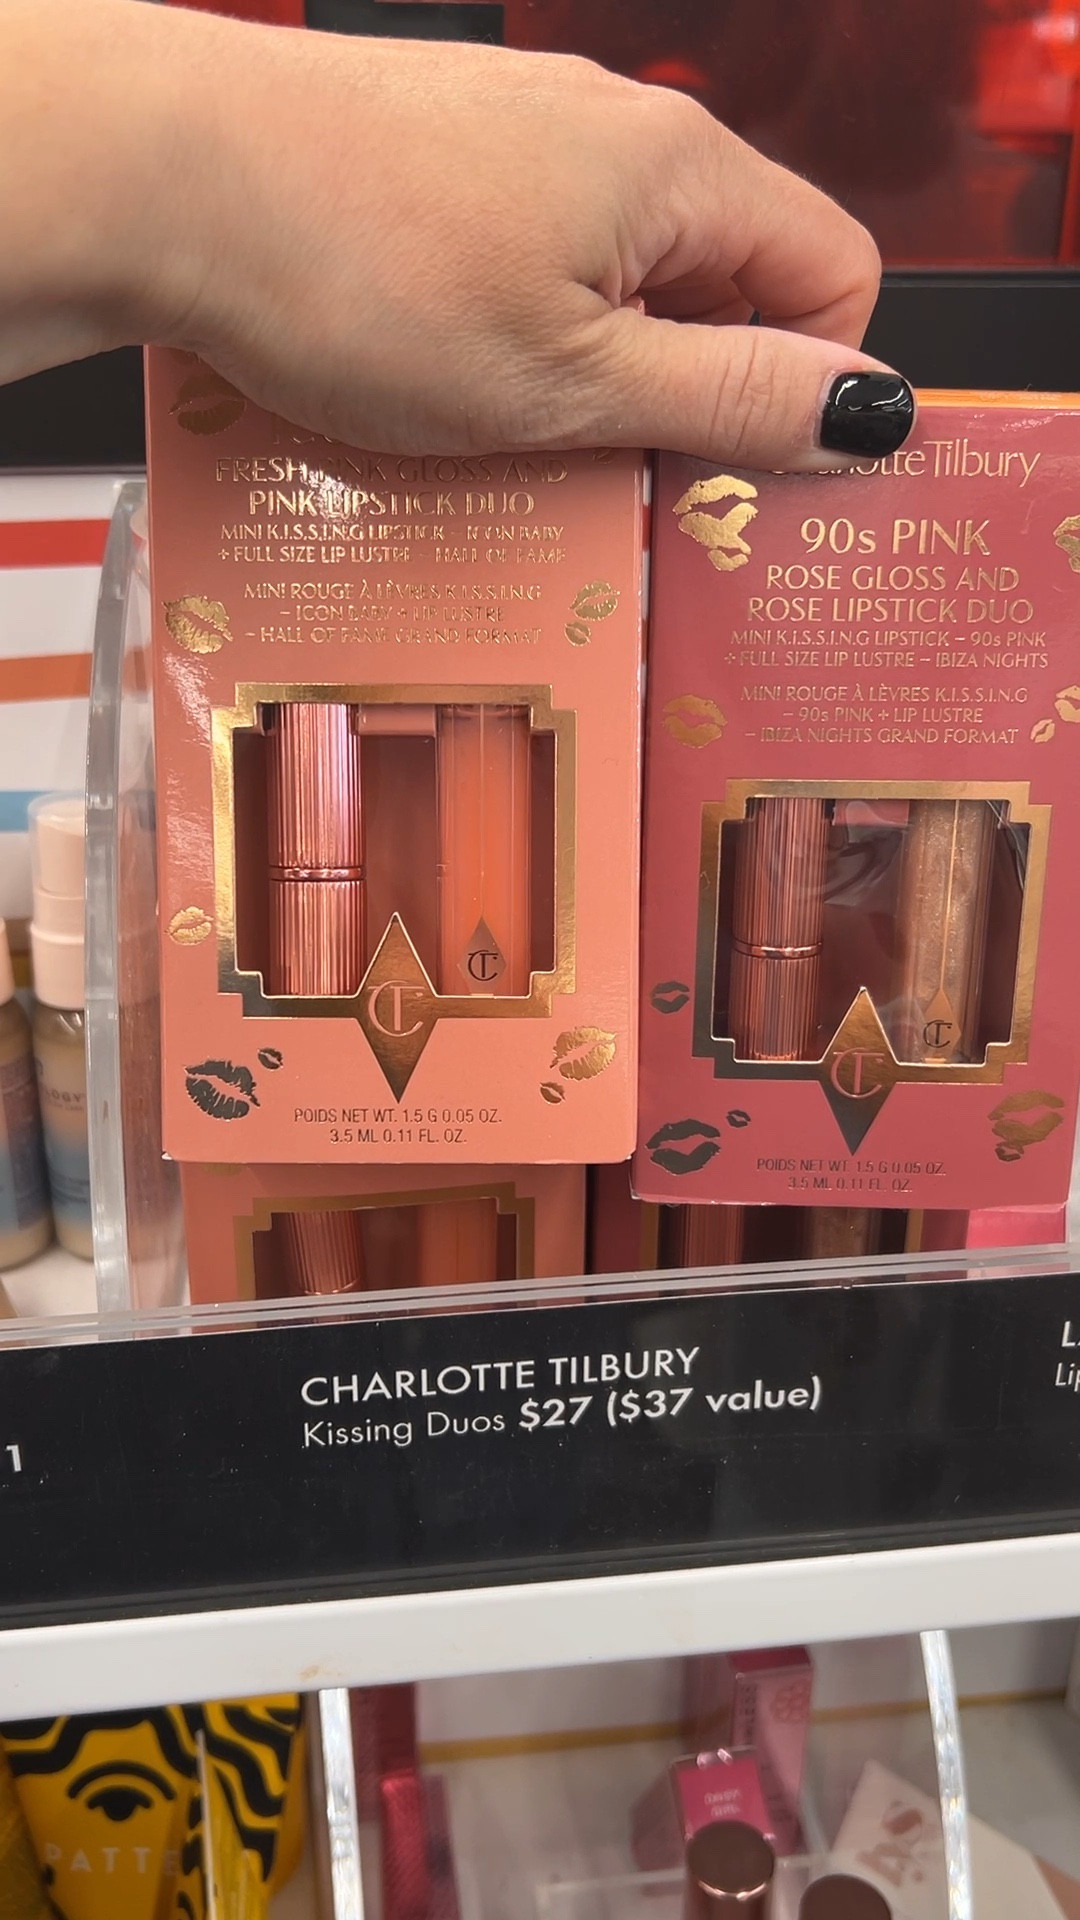 FRESH PINK GLOSS AND
PINK LIPSTICK DUO
MINI K.I.S.S.I.N.G LIPSTICK – ICON BABY
+ FULL SIZE LIP LUSTRE – HALL OF FAME
MINI ROUGE À LÈVRES K.I.S.S.I.N.G
– ICON BABY + LIP LUSTRE
– HALL OF FAME GRAND FORMAT
CT
CT
POIDS NET WT. 1.5 G 0.05 OZ.
3.5 ML 0.11 FL. OZ.
Charlotte Tilbury
90s PINK
ROSE GLOSS AND
ROSE LIPSTICK DUO
MINI K.I.S.S.I.N.G LIPSTICK – 90s PINK
+ FULL SIZE LIP LUSTRE – IBIZA NIGHTS
MINI ROUGE À LÈVRES K.I.S.S.I.N.G
– 90s PINK + LIP LUSTRE
– IBIZA NIGHTS GRAND FORMAT
CT
CT
POIDS NET WT. 1.5 G 0.05 OZ.
3.5 ML 0.11 FL. OZ.
CHARLOTTE TILBURY
Kissing Duos $27 ($37 value)
1
Lip
PATTE